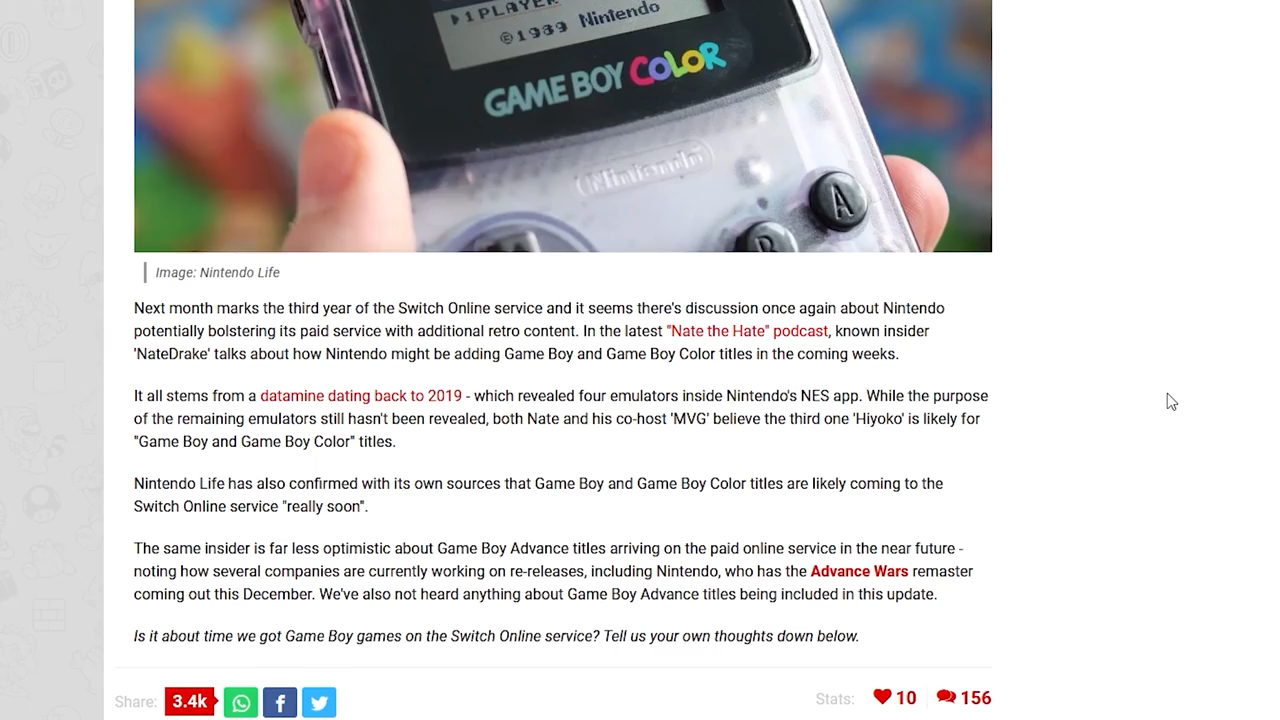 1PLAYER
©1989 Nintendo
GAME BOY COLOR
Nintendo
A
B
Image: Nintendo Life
Next month marks the third year of the Switch Online service and it seems there's discussion once again about Nintendo
potentially bolstering its paid service with additional retro content. In the latest "Nate the Hate" podcast, known insider
'NateDrake' talks about how Nintendo might be adding Game Boy and Game Boy Color titles in the coming weeks.
It all stems from a datamine dating back to 2019 - which revealed four emulators inside Nintendo's NES app. While the purpose
of the remaining emulators still hasn't been revealed, both Nate and his co-host 'MVG' believe the third one 'Hiyoko' is likely for
"Game Boy and Game Boy Color" titles.
Nintendo Life has also confirmed with its own sources that Game Boy and Game Boy Color titles are likely coming to the
Switch Online service "really soon".
The same insider is far less optimistic about Game Boy Advance titles arriving on the paid online service in the near future -
noting how several companies are currently working on re-releases, including Nintendo, who has the Advance Wars remaster
coming out this December. We've also not heard anything about Game Boy Advance titles being included in this update.
Is it about time we got Game Boy games on the Switch Online service? Tell us your own thoughts down below.
Share: 3.4k Stats: 10 156